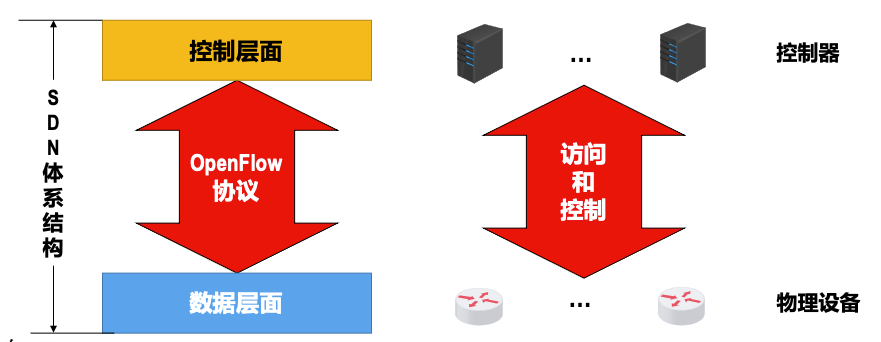 SDN体系结构
控制层面
OpenFlow
协议
数据层面
...
控制器
访问
和
控制
...
物理设备